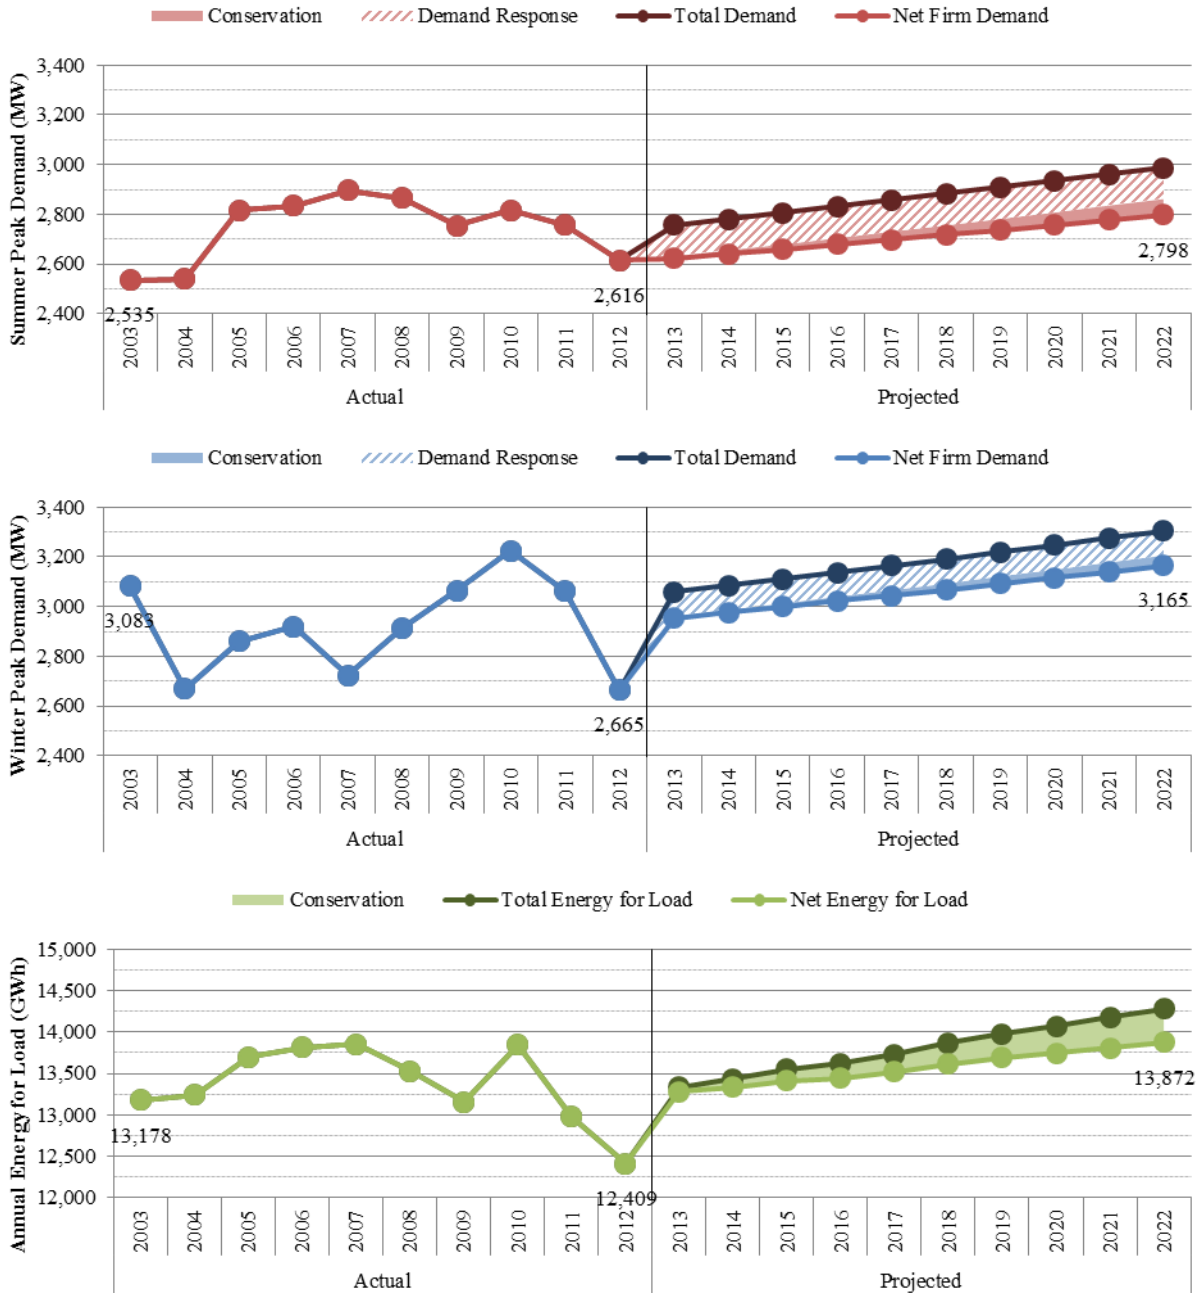 Conservation Demand Response Total Demand Net Firm Demand
Summer Peak Demand (MW)
3,400
3,200
3,000
2,800
2,600
2,400
2,535
2,616
2,798
2003 2004 2005 2006 2007 2008 2009 2010 2011 2012 2013 2014 2015 2016 2017 2018 2019 2020 2021 2022
Actual Projected
Conservation Demand Response Total Demand Net Firm Demand
Winter Peak Demand (MW)
3,400
3,200
3,000
2,800
2,600
2,400
3,083
2,665
3,165
2003 2004 2005 2006 2007 2008 2009 2010 2011 2012 2013 2014 2015 2016 2017 2018 2019 2020 2021 2022
Actual Projected
Conservation Total Energy for Load Net Energy for Load
Annual Energy for Load (GWh)
15,000
14,500
14,000
13,500
13,000
12,500
12,000
13,178
12,409
13,872
2003 2004 2005 2006 2007 2008 2009 2010 2011 2012 2013 2014 2015 2016 2017 2018 2019 2020 2021 2022
Actual Projected